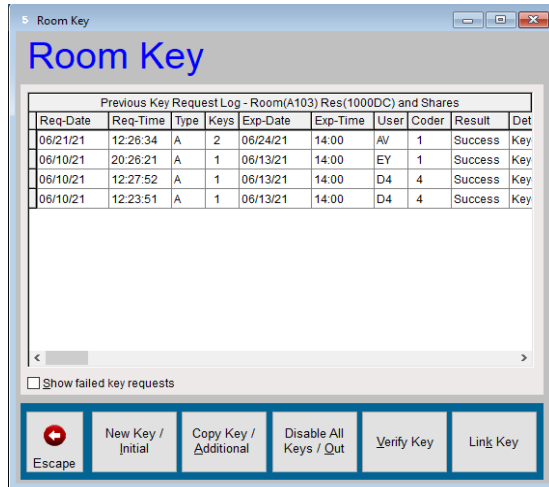 5 Room Key
Room Key
Previous Key Request Log - Room(A103) Res(1000DC) and Shares
Req-Date Req-Time Type Keys Exp-Date Exp-Time User Coder Result Det
06/21/21 12:26:34 A 2 06/24/21 14:00 AV 1 Success Key
06/10/21 20:26:21 A 1 06/13/21 14:00 EY 1 Success Key
06/10/21 12:27:52 A 1 06/13/21 14:00 D4 4 Success Key
06/10/21 12:23:51 A 1 06/13/21 14:00 D4 4 Success Key
Show failed key requests
Escape
New Key /
Initial
Copy Key /
Additional
Disable All
Keys / Out
Verify Key
Link Key